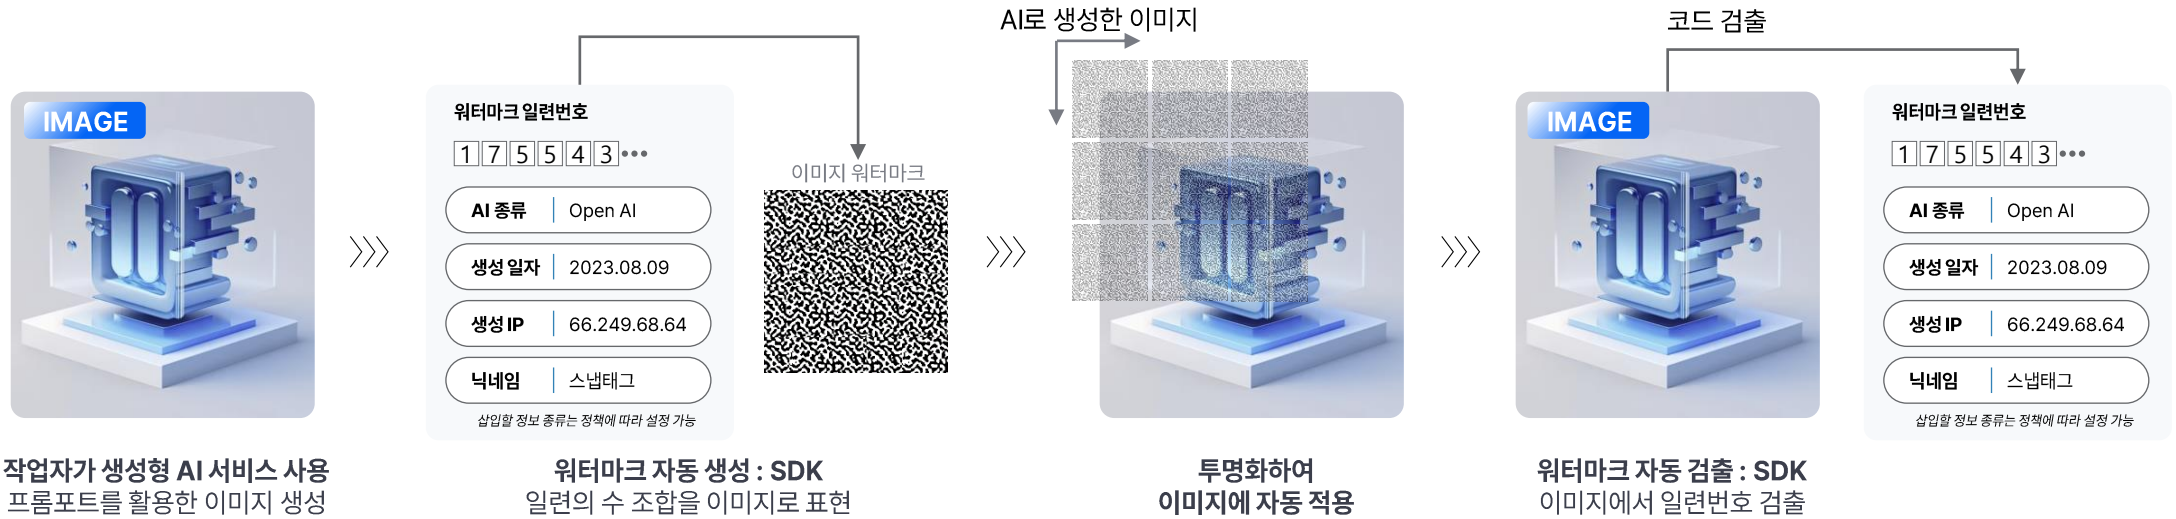 IMAGE
작업자가 생성형 AI 서비스 사용
프롬포트를 활용한 이미지 생성
워터마크 일련번호
1 7 5 5 4 3 •••
AI 종류 | Open AI
생성 일자 | 2023.08.09
생성 IP | 66.249.68.64
닉네임 | 스냅태그
삽입할 정보 종류는 정책에 따라 설정 가능
이미지 워터마크
워터마크 자동 생성 : SDK
일련의 수 조합을 이미지로 표현
AI로 생성한 이미지
투명화하여
이미지에 자동 적용
코드 검출
IMAGE
워터마크 일련번호
1 7 5 5 4 3 •••
AI 종류 | Open AI
생성 일자 | 2023.08.09
생성 IP | 66.249.68.64
닉네임 | 스냅태그
삽입할 정보 종류는 정책에 따라 설정 가능
워터마크 자동 검출 : SDK
이미지에서 일련번호 검출